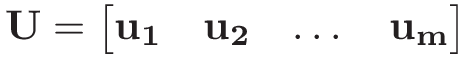 U = [u₁ u₂ … uₘ]